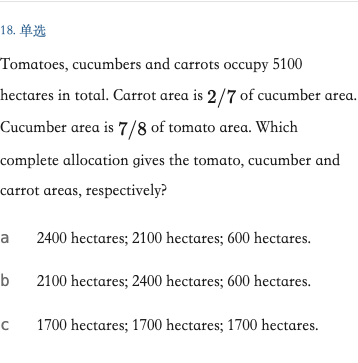 18. 单选
Tomatoes, cucumbers and carrots occupy 5100
hectares in total. Carrot area is 2/7 of cucumber area.
Cucumber area is 7/8 of tomato area. Which
complete allocation gives the tomato, cucumber and
carrot areas, respectively?
a 2400 hectares; 2100 hectares; 600 hectares.
b 2100 hectares; 2400 hectares; 600 hectares.
c 1700 hectares; 1700 hectares; 1700 hectares.